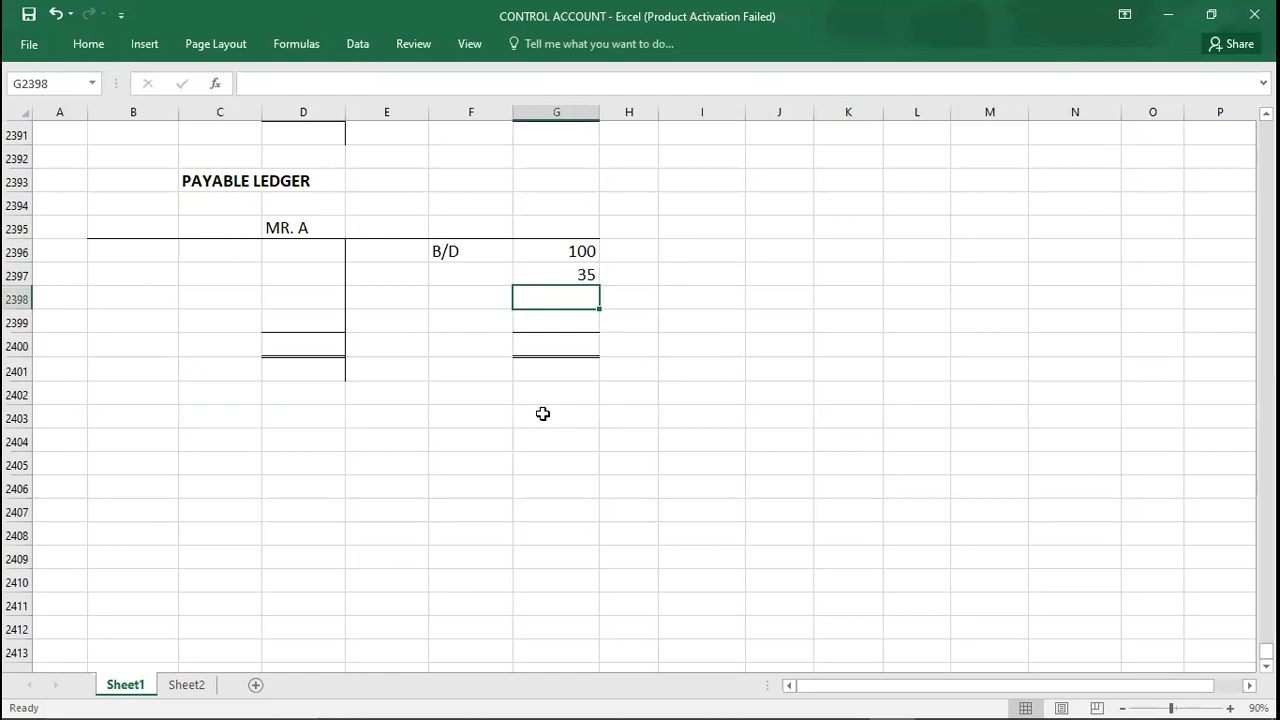 CONTROL ACCOUNT - Excel (Product Activation Failed)
File Home Insert Page Layout Formulas Data Review View Tell me what you want to do... Share
G2398 fx
A B C D E F G H I J K L M N O P
2391
2392
2393 PAYABLE LEDGER
2394
2395 MR. A
2396 B/D 100
2397 35
2398
2399
2400
2401
2402
2403
2404
2405
2406
2407
2408
2409
2410
2411
2412
2413
Sheet1 Sheet2
Ready 90%